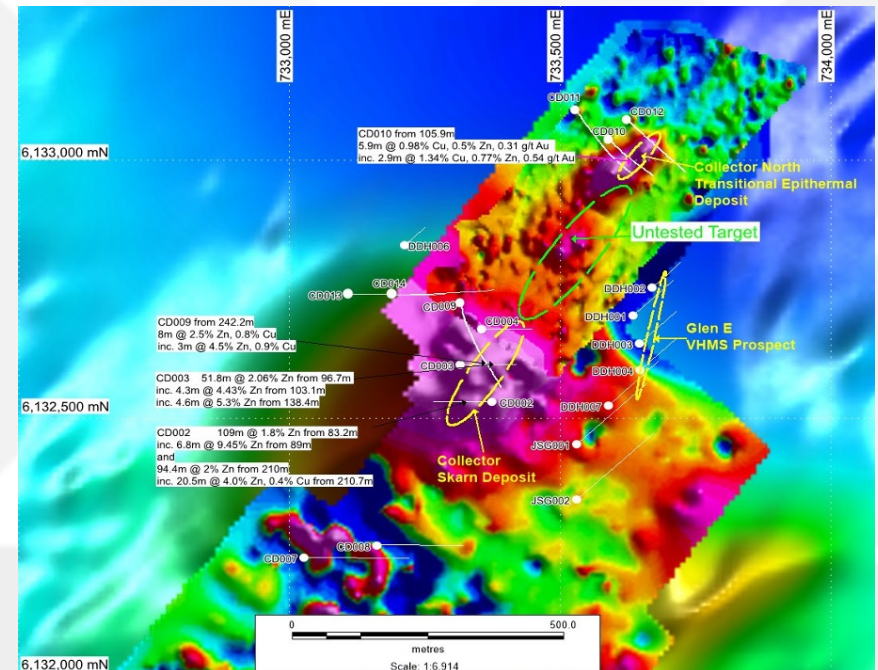 733,000 mE
733,500 mE
734,000 mE
CD011
CD012
CD010
CD010 from 105.9m
5.9m @ 0.98% Cu, 0.5% Zn, 0.31 g/t Au
inc. 2.9m @ 1.34% Cu, 0.77% Zn, 0.54 g/t Au
6,133,000 mN
Collector North
Transitional Epithermal
Deposit
Untested Target
DDH006
CD013
CD014
CD009
CD004
DDH002
DDH001
DDH003
DDH004
Glen E
VHMS Prospect
CD009 from 242.2m
8m @ 2.5% Zn, 0.8% Cu
inc. 3m @ 4.5% Zn, 0.9% Cu
CD003
CD003 51.8m @ 2.06% Zn from 96.7m
inc. 4.3m @ 4.43% Zn from 103.1m
inc. 4.6m @ 5.3% Zn from 138.4m
6,132,500 mN
CD002
DDH007
CD002 109m @ 1.8% Zn from 83.2m
inc. 6.8m @ 9.45% Zn from 89m
and
94.4m @ 2% Zn from 210m
inc. 20.5m @ 4.0% Zn, 0.4% Cu from 210.7m
JSG001
Collector
Skarn Deposit
JSG002
CD008
CD007
0
500.0
metres
Scale: 1:6,914
6,132,000 mN